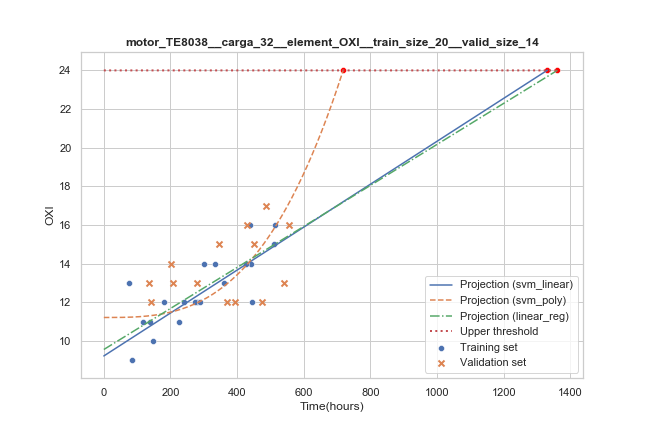 motor_TE8038__carga_32__element_OXI__train_size_20__valid_size_14
24
22
20
18
16
14
12
10
OXI
0
200
400
600
800
1000
1200
1400
Time(hours)
Projection (svm_linear)
Projection (svm_poly)
Projection (linear_reg)
Upper threshold
Training set
Validation set